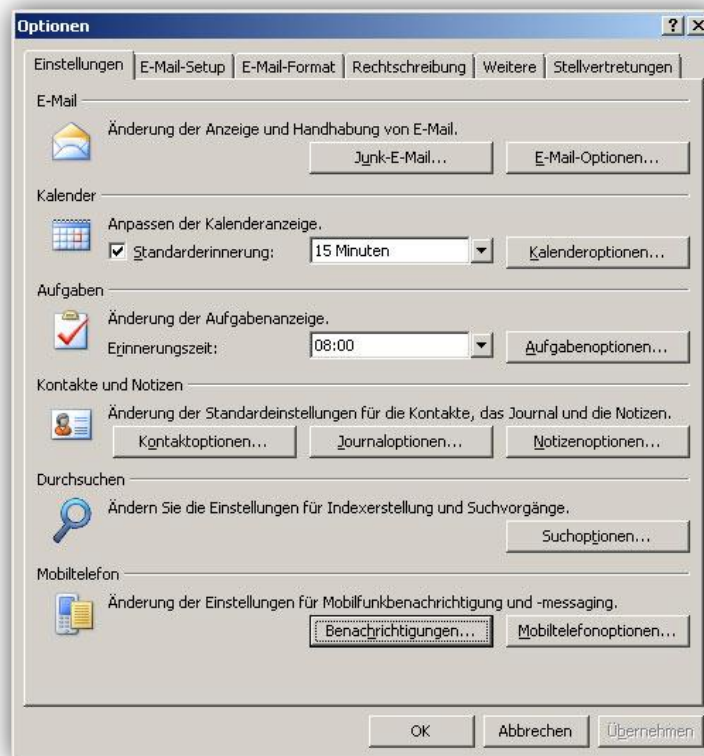 Optionen
Einstellungen E-Mail-Setup E-Mail-Format Rechtschreibung Weitere Stellvertretungen
E-Mail
Änderung der Anzeige und Handhabung von E-Mail.
Junk-E-Mail... E-Mail-Optionen...
Kalender
Anpassen der Kalenderanzeige.
Standarderinnerung: 15 Minuten Kalenderoptionen...
Aufgaben
Änderung der Aufgabenanzeige.
Erinnerungszeit: 08:00 Aufgabenoptionen...
Kontakte und Notizen
Änderung der Standardeinstellungen für die Kontakte, das Journal und die Notizen.
Kontaktoptionen... Journaloptionen... Notizenoptionen...
Durchsuchen
Ändern Sie die Einstellungen für Indexerstellung und Suchvorgänge.
Suchoptionen...
Mobiltelefon
Änderung der Einstellungen für Mobilfunkbenachrichtigung und -messaging.
Benachrichtigungen... Mobiltelefonoptionen...
OK Abbrechen Übernehmen